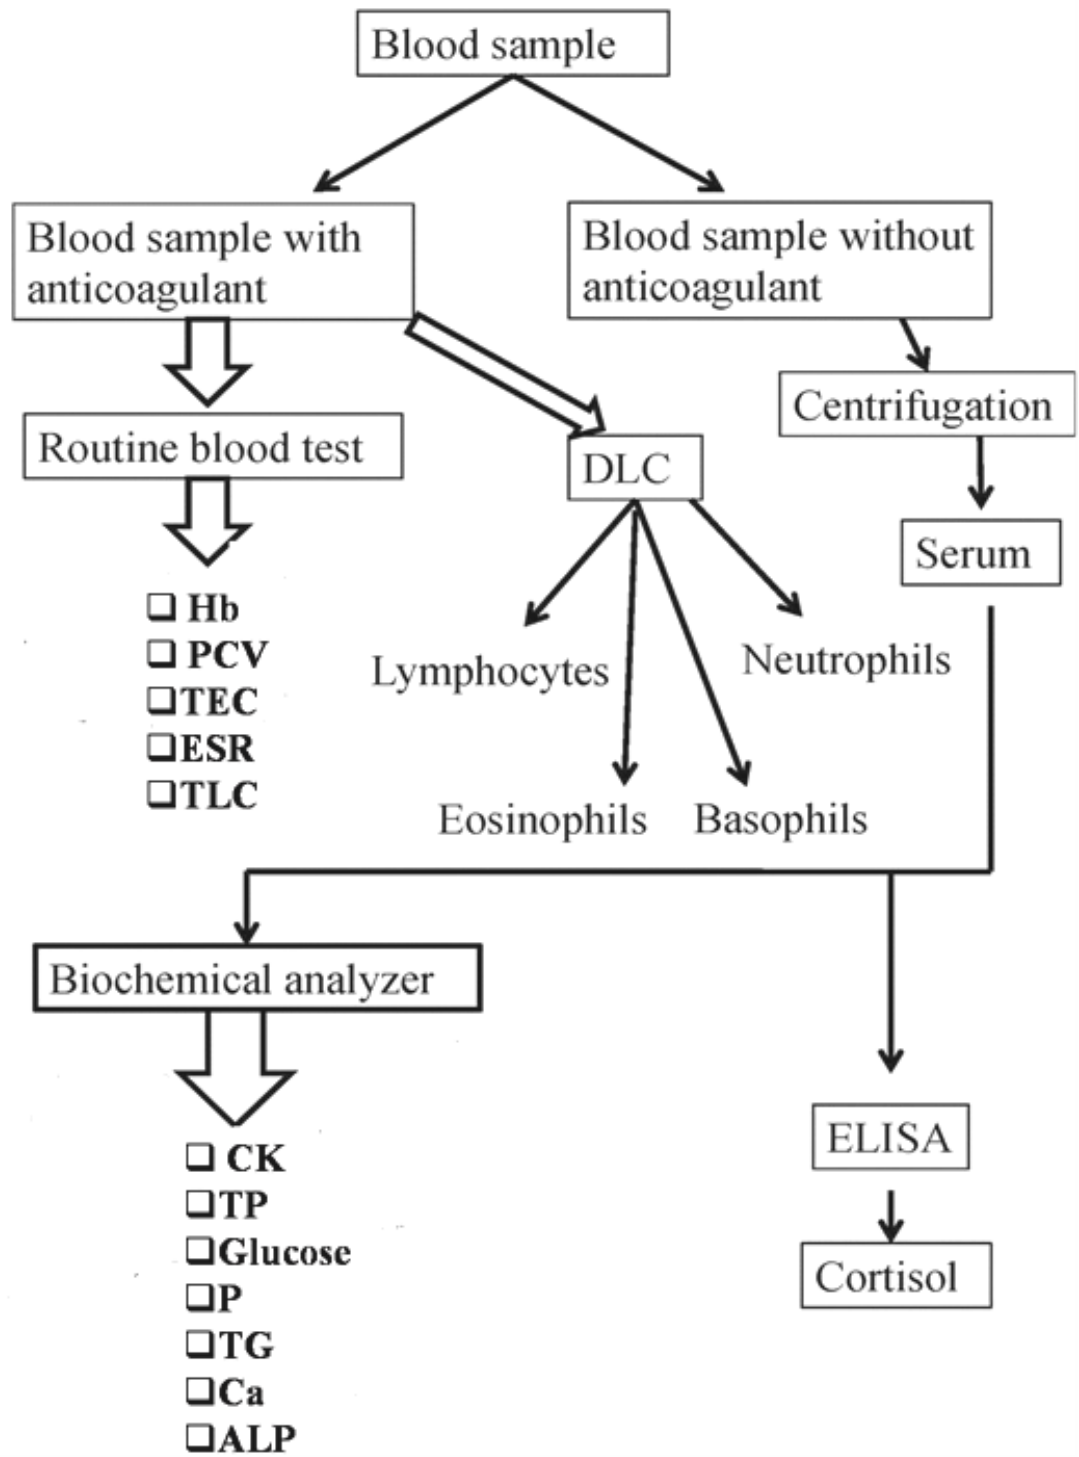 Blood sample
Blood sample with
anticoagulant
Blood sample without
anticoagulant
Centrifugation
Routine blood test
DLC
Serum
Hb
PCV
TEC
ESR
TLC
Lymphocytes
Neutrophils
Eosinophils
Basophils
Biochemical analyzer
CK
TP
Glucose
P
TG
Ca
ALP
ELISA
Cortisol